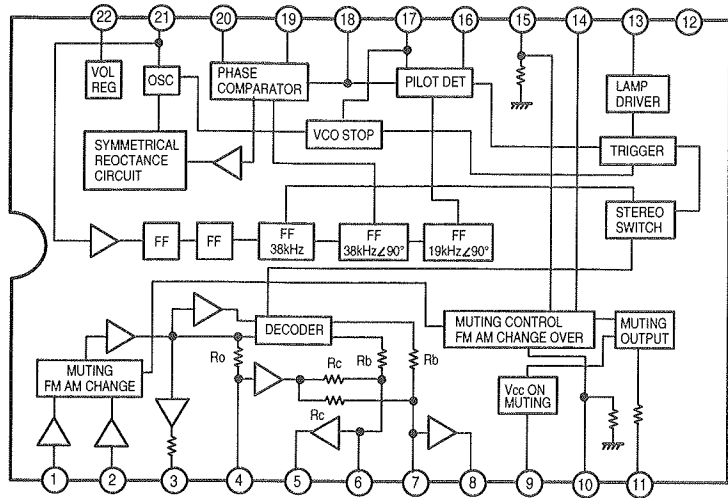 22 21 20 19 18 17 16 15 14 13 12
VOL
REG
OSC
PHASE
COMPARATOR
PILOT DET
LAMP
DRIVER
VCO STOP
TRIGGER
SYMMETRICAL
REOCTANCE
CIRCUIT
STEREO
SWITCH
FF
FF
FF
38kHz
FF
38kHz∠90°
FF
19kHz∠90°
DECODER
MUTING CONTROL
FM AM CHANGE OVER
MUTING
OUTPUT
MUTING
FM AM CHANGE
Ro
Rc
Rb
Rb
Rc
Vcc ON
MUTING
1 2 3 4 5 6 7 8 9 10 11